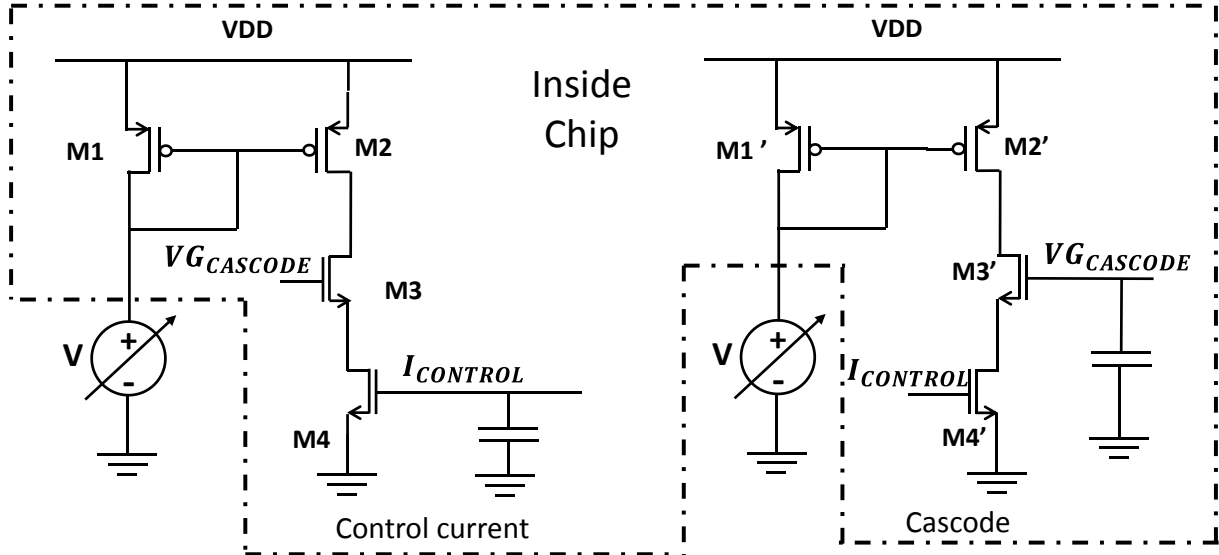 VDD
VDD
Inside
Chip
M1
M2
M1 ’
M2’
VG_CASCODE
M3
M3’
VG_CASCODE
V
+
-
I_CONTROL
V
+
-
I_CONTROL
M4
M4’
Control current
Cascode